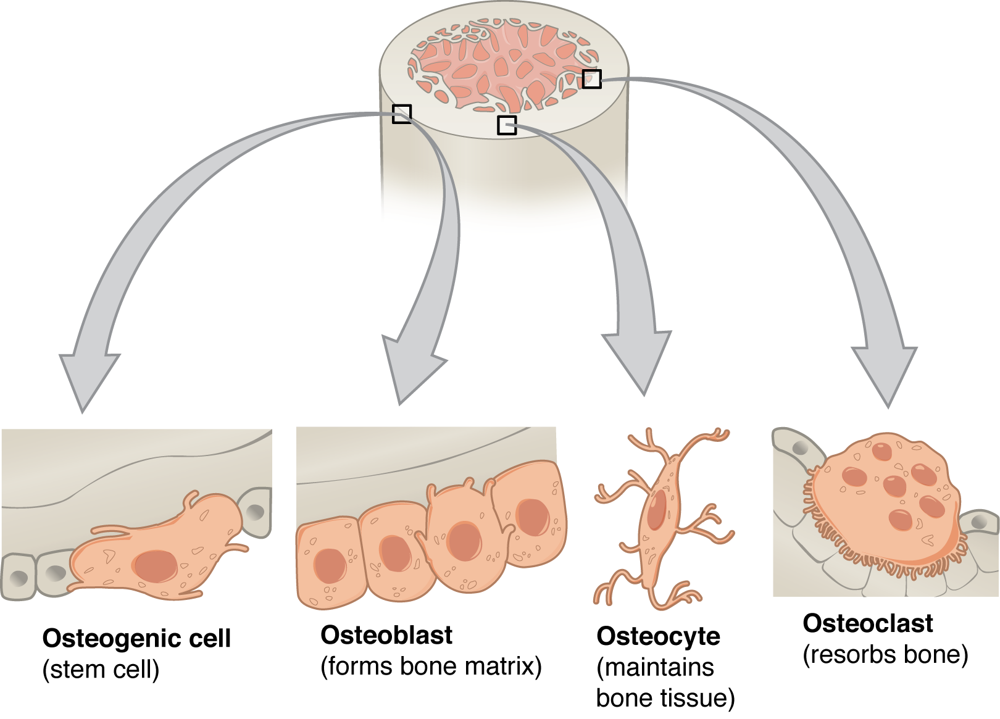 Osteogenic cell
(stem cell)
Osteoblast
(forms bone matrix)
Osteocyte
(maintains
bone tissue)
Osteoclast
(resorbs bone)